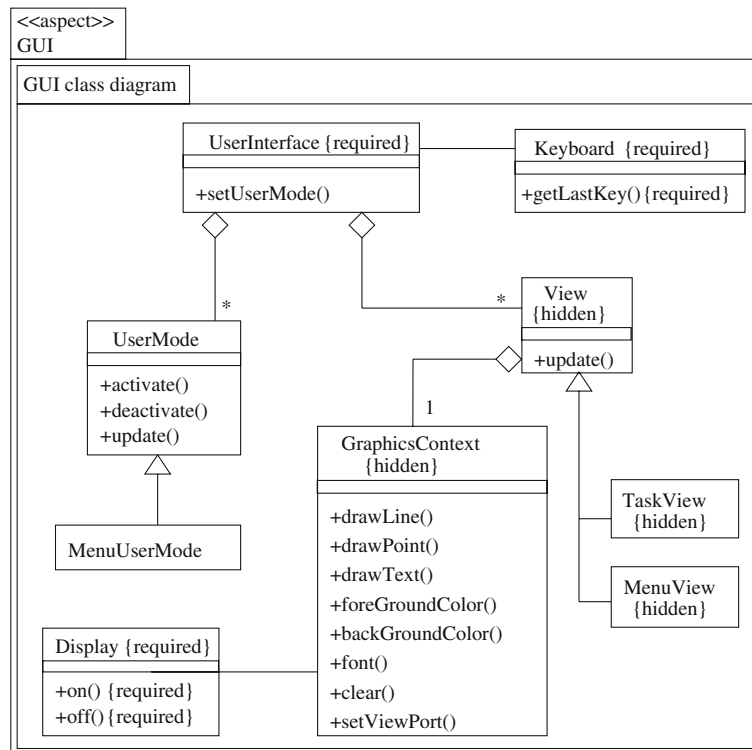 <<aspect>>
GUI
GUI class diagram
UserInterface {required}
+setUserMode()
Keyboard {required}
+getLastKey(){required}
*
*
View
{hidden}
+update()
UserMode
+activate()
+deactivate()
+update()
1
GraphicsContext
{hidden}
+drawLine()
+drawPoint()
+drawText()
+foreGroundColor()
+backGroundColor()
+font()
+clear()
+setViewPort()
MenuUserMode
TaskView
{hidden}
MenuView
{hidden}
Display {required}
+on() {required}
+off(){required}